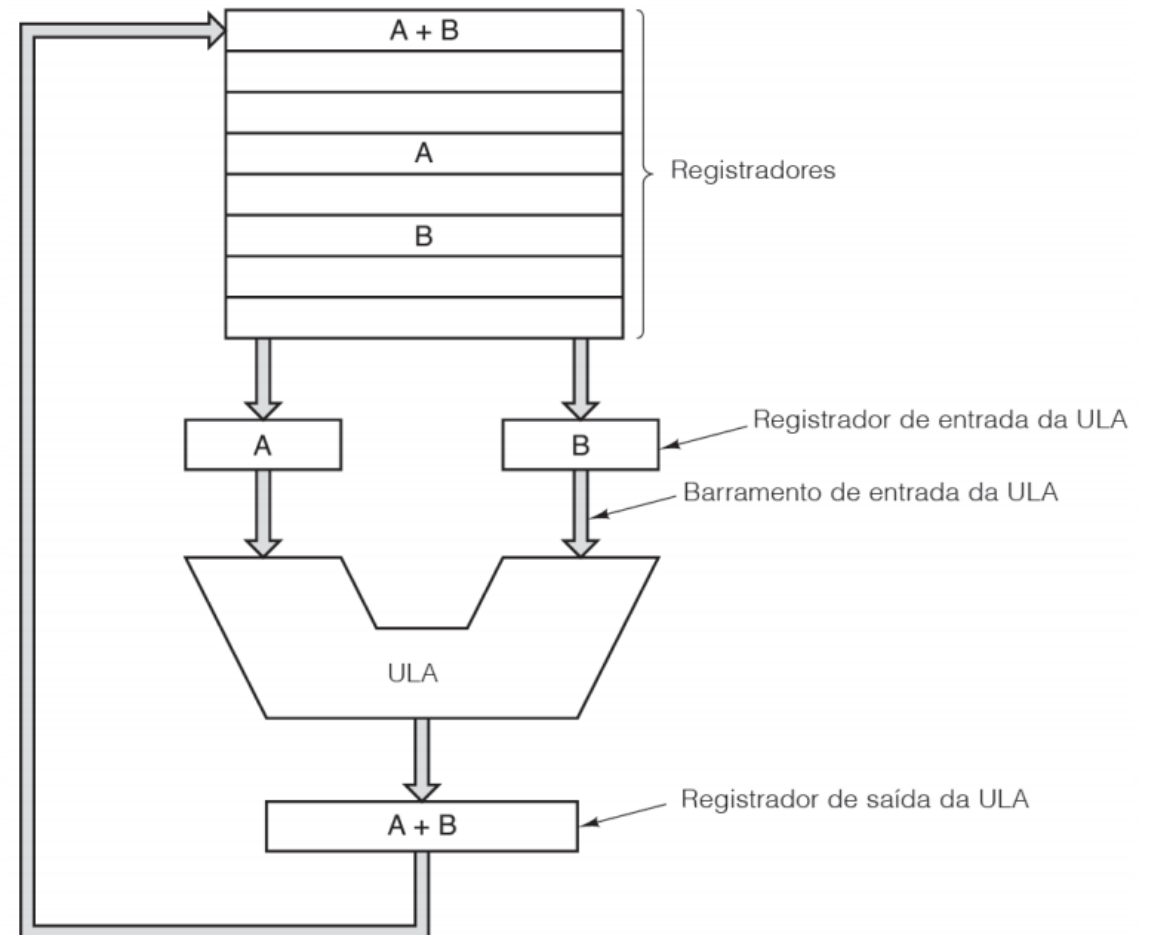 A + B
A
Registradores
B
Registrador de entrada da ULA
A
B
Barramento de entrada da ULA
ULA
Registrador de saída da ULA
A + B